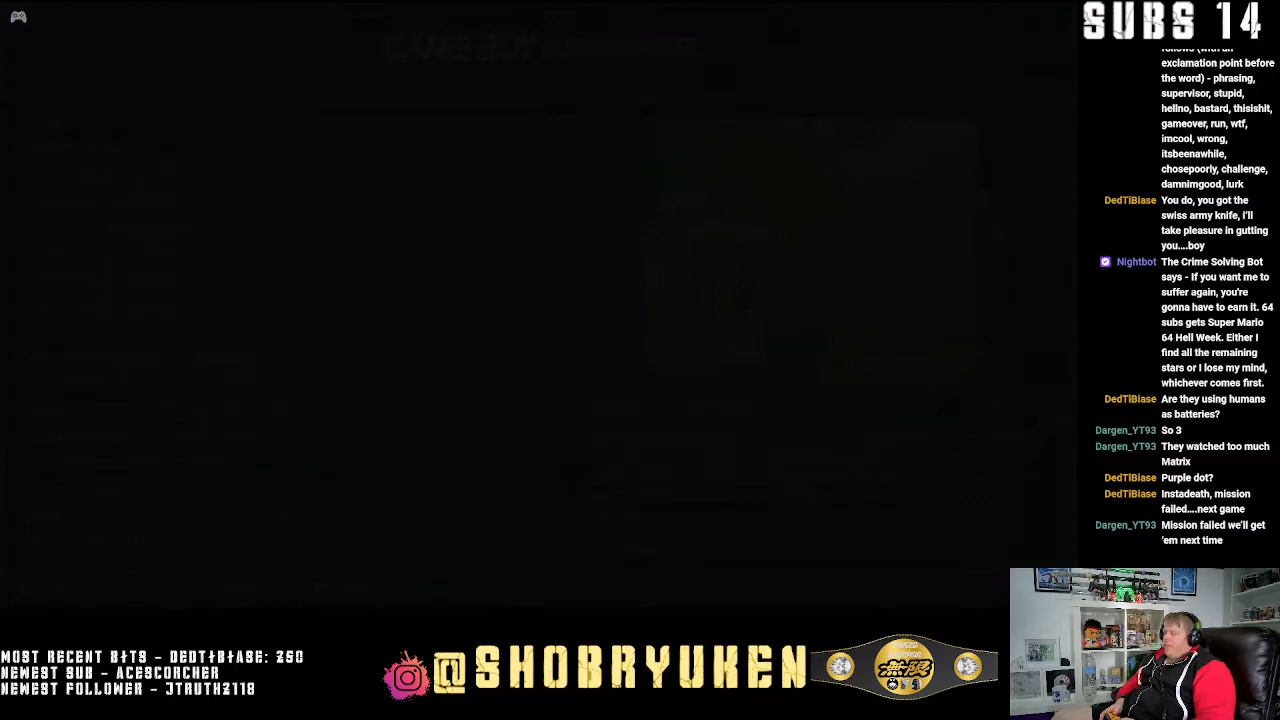 SUBS 14
follows (with an
exclamation point before
the word) - phrasing,
supervisor, stupid,
hellno, bastard, thisishit,
gameover, run, wtf,
imcool, wrong,
itsbeenawhile,
chosepoorly, challenge,
damnimgood, lurk
DedTiBiase You do, you got the
swiss army knife, i'll
take pleasure in gutting
you....boy
Nightbot The Crime Solving Bot
says - If you want me to
suffer again, you're
gonna have to earn it. 64
subs gets Super Mario
64 Hell Week. Either I
find all the remaining
stars or I lose my mind,
whichever comes first.
DedTiBiase Are they using humans
as batteries?
Dargen_YT93 So 3
Dargen_YT93 They watched too much
Matrix
DedTiBiase Purple dot?
DedTiBiase Instadeath, mission
failed....next game
Dargen_YT93 Mission failed we'll get
'em next time
MOST RECENT BITS - DEDTIBIASE: 250
NEWEST SUB - ACESCORCHER
NEWEST FOLLOWER - JTRUTH2118
@SHOBRYUKEN